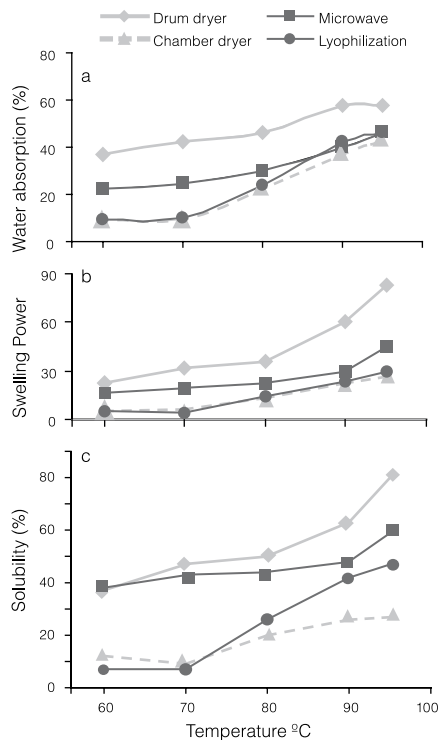 Drum dryer Microwave
Chamber dryer Lyophilization
80
a
60
40
20
0
Water absorption (%)
90
b
60
30
0
Swelling Power
c
80
60
40
20
0
Solubility (%)
60 70 80 90 100
Temperature ºC